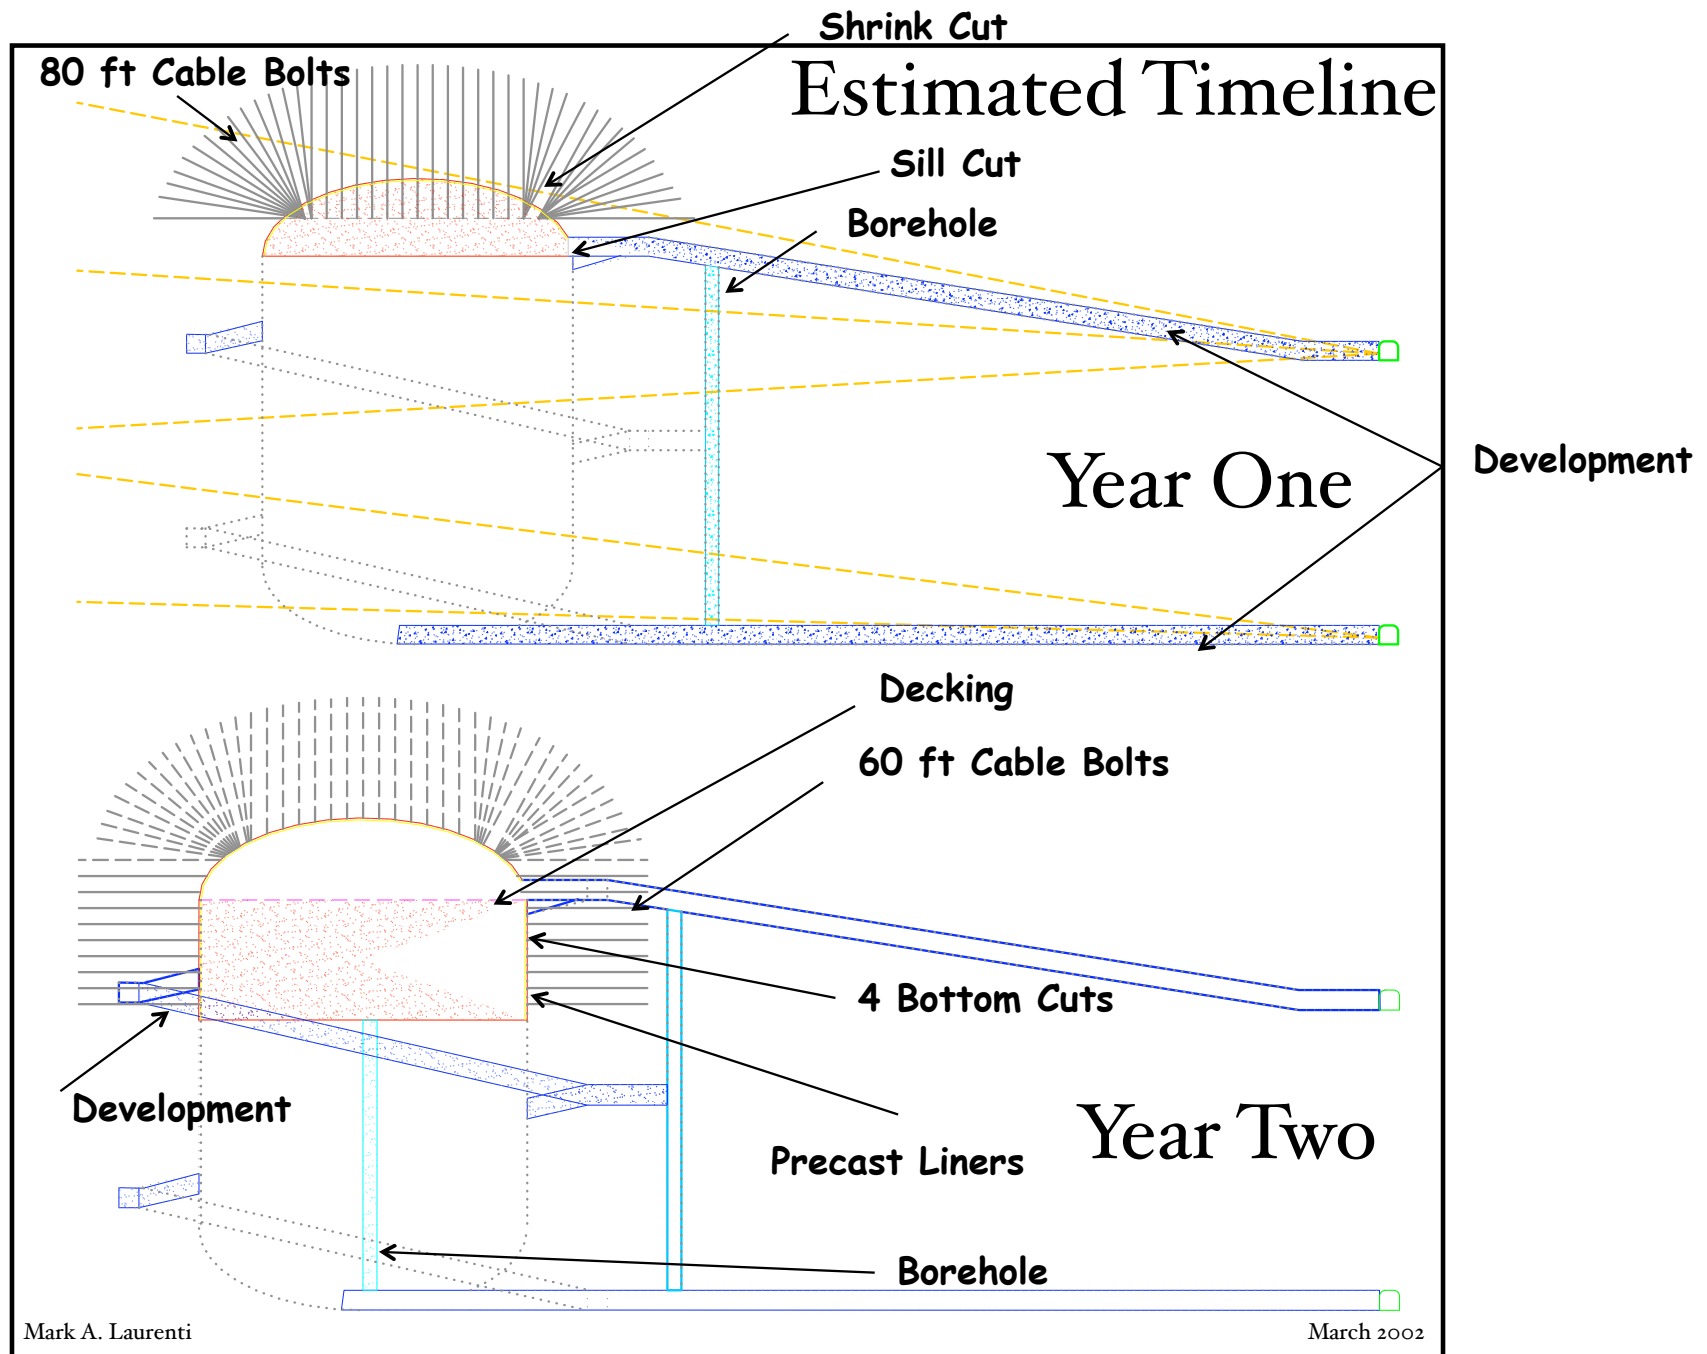 Shrink Cut
80 ft Cable Bolts
Estimated Timeline
Sill Cut
Borehole
Year One
Development
Decking
60 ft Cable Bolts
4 Bottom Cuts
Development
Year Two
Precast Liners
Borehole
Mark A. Laurenti
March 2002